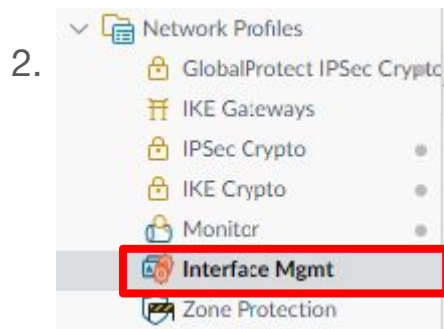 Network Profiles
2.
GlobalProtect IPSec Crypto
IKE Gateways
IPSec Crypto
IKE Crypto
Monitor
Interface Mgmt
Zone Protection